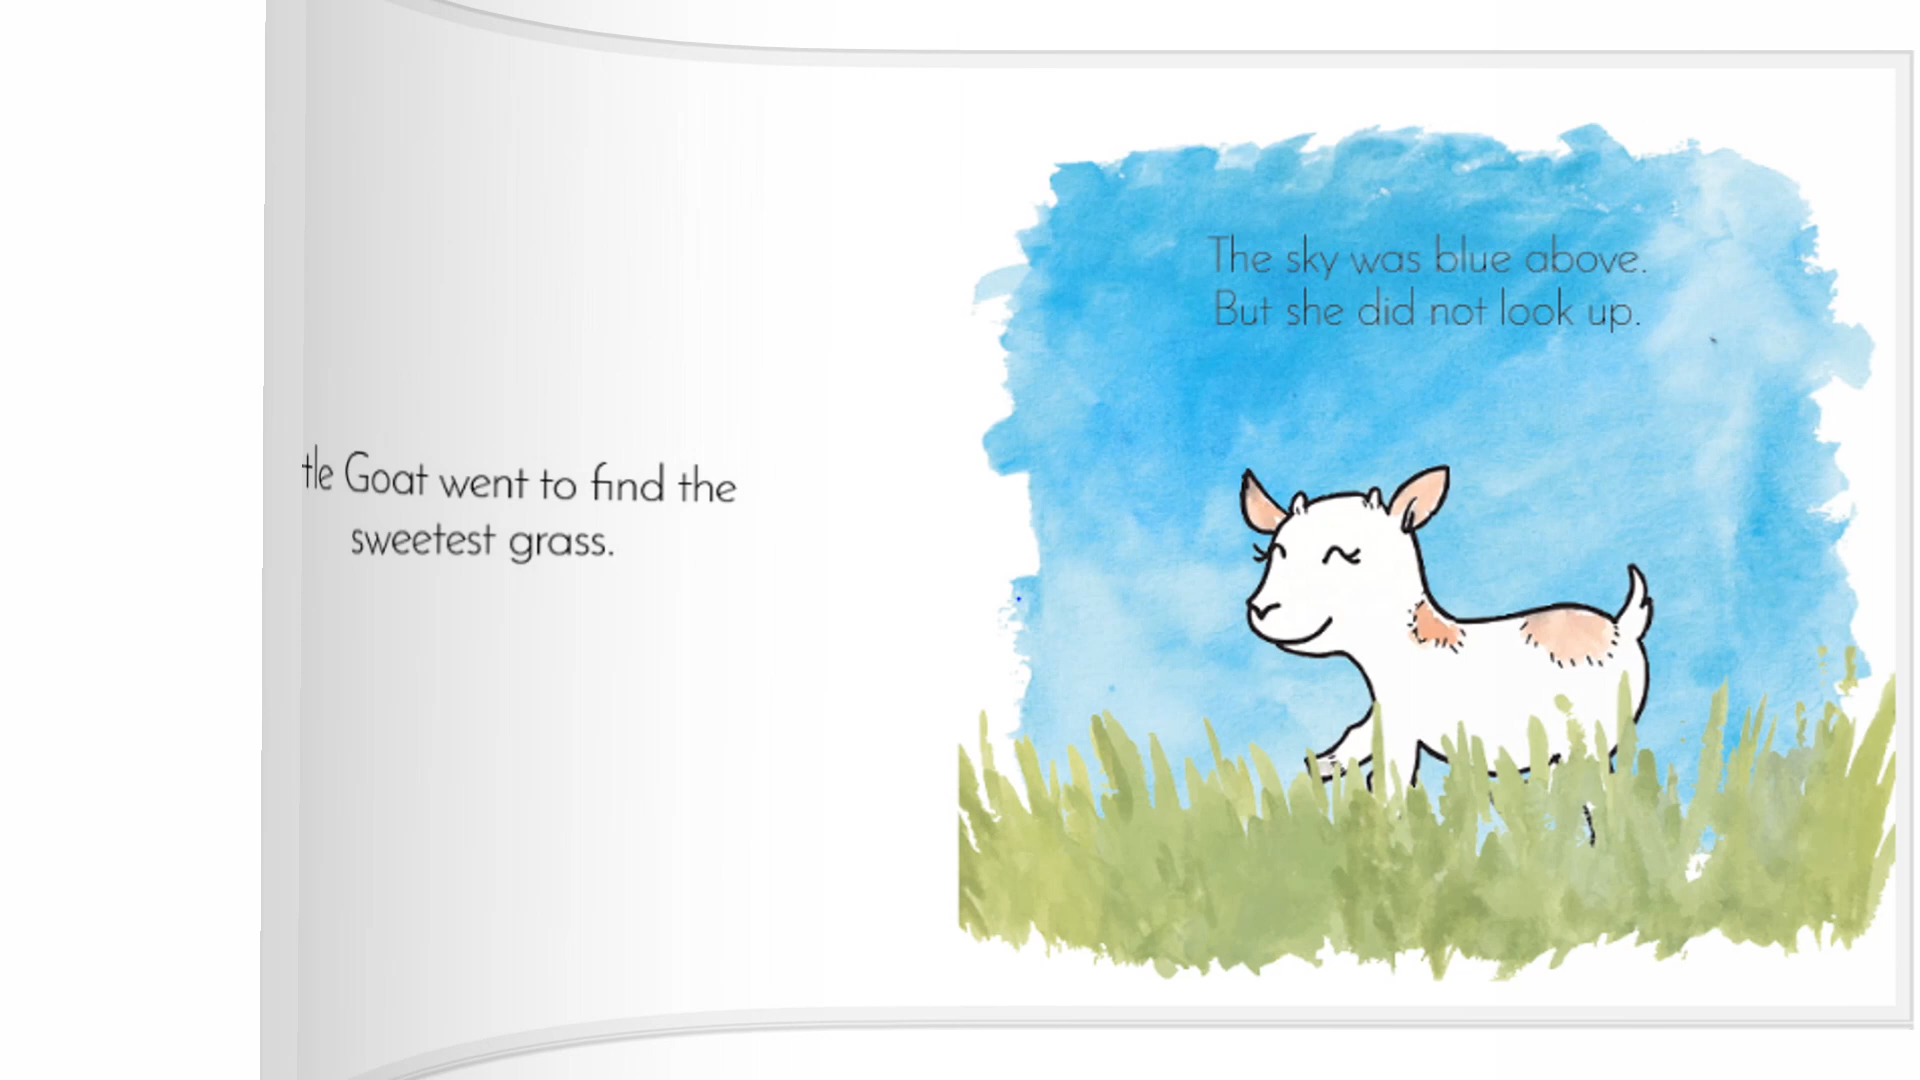 tle Goat went to find the
sweetest grass.
The sky was blue above.
But she did not look up.